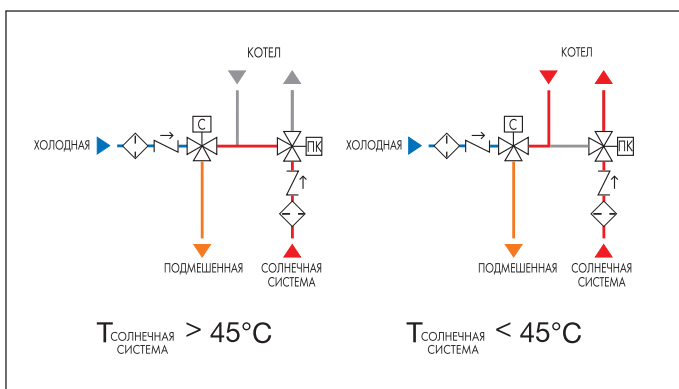 КОТЕЛ
С
ХОЛОДНАЯ
ПК
ПОДМЕШЕННАЯ
СОЛНЕЧНАЯ
СИСТЕМА
TСОЛНЕЧНАЯ СИСТЕМА > 45°C
КОТЕЛ
С
ХОЛОДНАЯ
ПК
ПОДМЕШЕННАЯ
СОЛНЕЧНАЯ
СИСТЕМА
TСОЛНЕЧНАЯ СИСТЕМА < 45°C